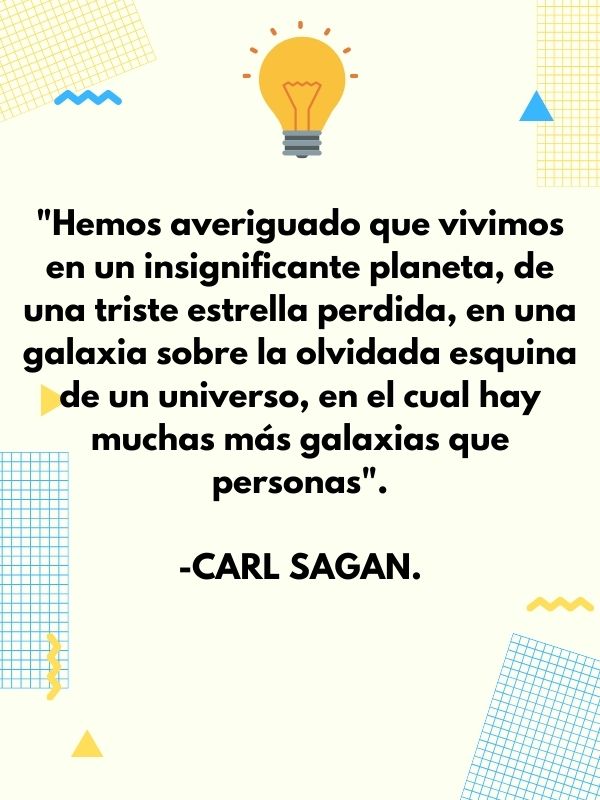 "Hemos averiguado que vivimos
en un insignificante planeta, de
una triste estrella perdida, en una
galaxia sobre la olvidada esquina
de un universo, en el cual hay
muchas más galaxias que
personas".
-CARL SAGAN.